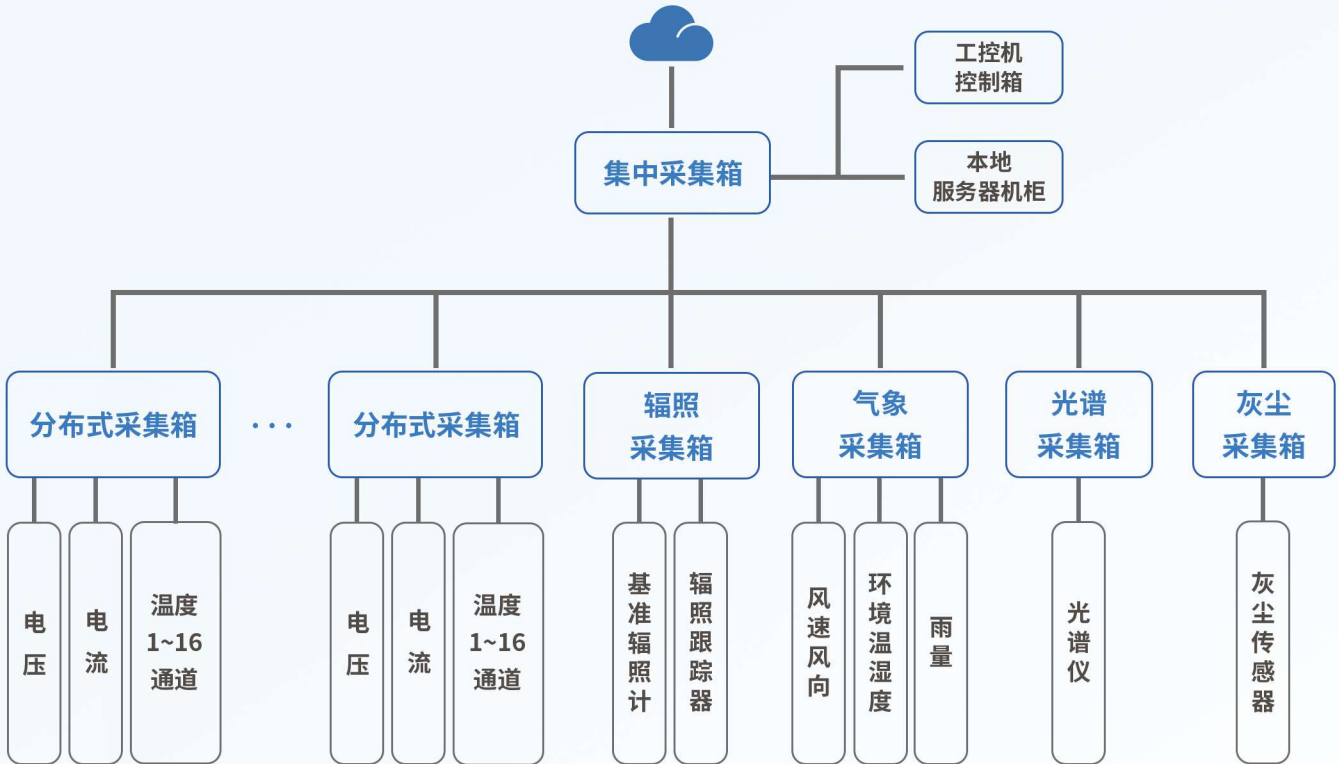 工控机
控制箱
集中采集箱
本地
服务器机柜
分布式采集箱
···
分布式采集箱
辐照
采集箱
气象
采集箱
光谱
采集箱
灰尘
采集箱
电压
电流
温度
1~16
通道
电压
电流
温度
1~16
通道
基准辐照计
辐照跟踪器
风速风向
环境温湿度
雨量
光谱仪
灰尘传感器